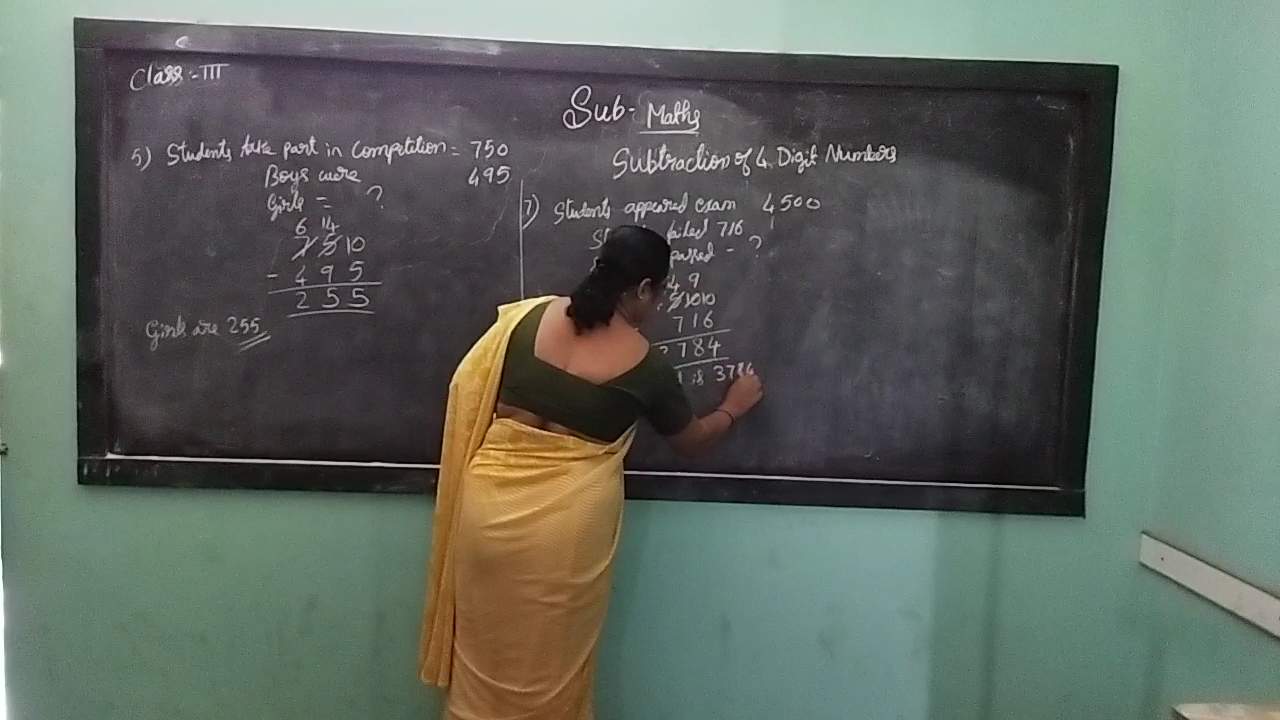 Class:-III
Sub- Maths
Subtraction of 4 Digit Numbers
5) Students take part in Competition = 750
Boys were 495
Girls = ?
6 14
7 5 10
- 4 9 5
2 5 5
Girls are 255
7) Students appeared exam 4500
failed 716
passed - ?
4 9
5 10 10
716
784
is 3784